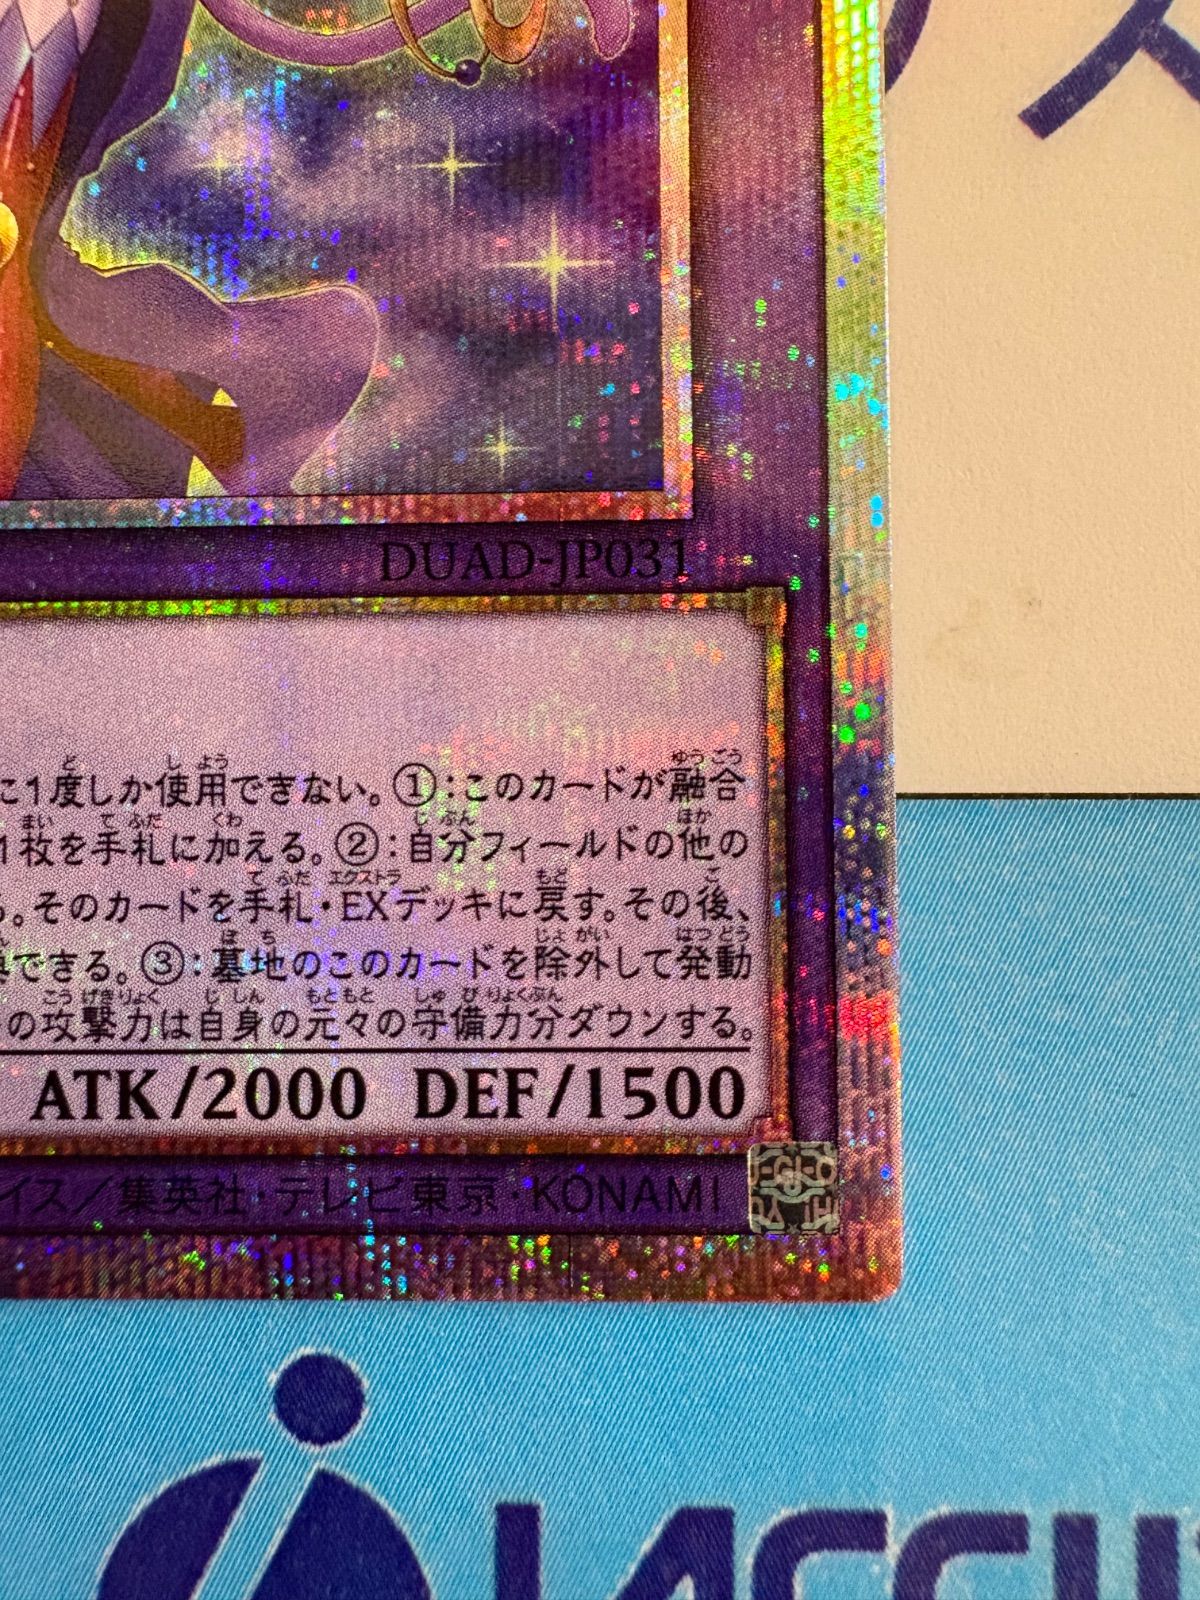 DUAD-JP031
に1度しか使用できない。①:このカードが融合
1枚を手札に加える。②:自分フィールドの他の
。そのカードを手札・EXデッキに戻す。その後、
できる。③:墓地のこのカードを除外して発動
の攻撃力は自身の元々の守備力分ダウンする。
ATK/2000 DEF/1500
イス/集英社・テレビ東京・KONAMI
JACCU